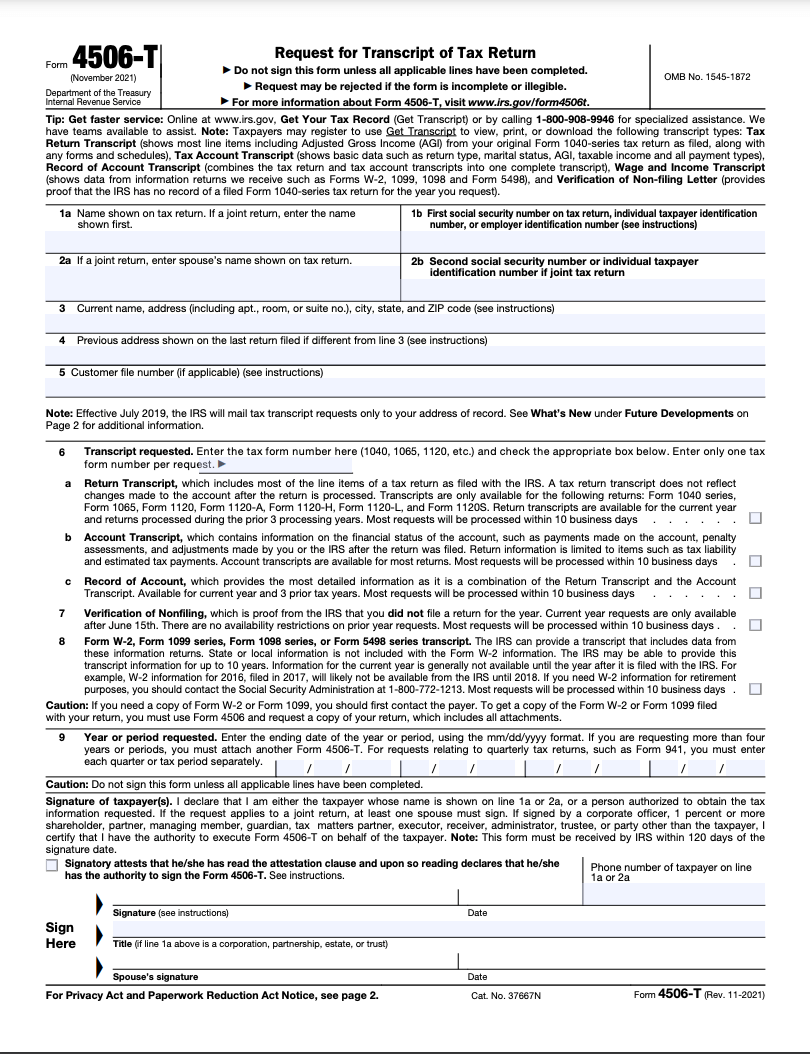 Form 4506-T
(November 2021)
Department of the Treasury
Internal Revenue Service
Request for Transcript of Tax Return
▶ Do not sign this form unless all applicable lines have been completed.
▶ Request may be rejected if the form is incomplete or illegible.
▶ For more information about Form 4506-T, visit www.irs.gov/form4506t.
OMB No. 1545-1872
Tip: Get faster service: Online at www.irs.gov, Get Your Tax Record (Get Transcript) or by calling 1-800-908-9946 for specialized assistance. We
have teams available to assist. Note: Taxpayers may register to use Get Transcript to view, print, or download the following transcript types: Tax
Return Transcript (shows most line items including Adjusted Gross Income (AGI) from your original Form 1040-series tax return as filed, along with
any forms and schedules), Tax Account Transcript (shows basic data such as return type, marital status, AGI, taxable income and all payment types),
Record of Account Transcript (combines the tax return and tax account transcripts into one complete transcript), Wage and Income Transcript
(shows data from information returns we receive such as Forms W-2, 1099, 1098 and Form 5498), and Verification of Non-filing Letter (provides
proof that the IRS has no record of a filed Form 1040-series tax return for the year you request).
1a Name shown on tax return. If a joint return, enter the name
shown first.
1b First social security number on tax return, individual taxpayer identification
number, or employer identification number (see instructions)
2a If a joint return, enter spouse's name shown on tax return.
2b Second social security number or individual taxpayer
identification number if joint tax return
3 Current name, address (including apt., room, or suite no.), city, state, and ZIP code (see instructions)
4 Previous address shown on the last return filed if different from line 3 (see instructions)
5 Customer file number (if applicable) (see instructions)
Note: Effective July 2019, the IRS will mail tax transcript requests only to your address of record. See What's New under Future Developments on
Page 2 for additional information.
6 Transcript requested. Enter the tax form number here (1040, 1065, 1120, etc.) and check the appropriate box below. Enter only one tax
form number per request. ▶
a Return Transcript, which includes most of the line items of a tax return as filed with the IRS. A tax return transcript does not reflect
changes made to the account after the return is processed. Transcripts are only available for the following returns: Form 1040 series,
Form 1065, Form 1120, Form 1120-A, Form 1120-H, Form 1120-L, and Form 1120S. Return transcripts are available for the current year
and returns processed during the prior 3 processing years. Most requests will be processed within 10 business days . . . . . .
b Account Transcript, which contains information on the financial status of the account, such as payments made on the account, penalty
assessments, and adjustments made by you or the IRS after the return was filed. Return information is limited to items such as tax liability
and estimated tax payments. Account transcripts are available for most returns. Most requests will be processed within 10 business days .
c Record of Account, which provides the most detailed information as it is a combination of the Return Transcript and the Account
Transcript. Available for current year and 3 prior tax years. Most requests will be processed within 10 business days . . . . . .
7 Verification of Nonfiling, which is proof from the IRS that you did not file a return for the year. Current year requests are only available
after June 15th. There are no availability restrictions on prior year requests. Most requests will be processed within 10 business days . .
8 Form W-2, Form 1099 series, Form 1098 series, or Form 5498 series transcript. The IRS can provide a transcript that includes data from
these information returns. State or local information is not included with the Form W-2 information. The IRS may be able to provide this
transcript information for up to 10 years. Information for the current year is generally not available until the year after it is filed with the IRS. For
example, W-2 information for 2016, filed in 2017, will likely not be available from the IRS until 2018. If you need W-2 information for retirement
purposes, you should contact the Social Security Administration at 1-800-772-1213. Most requests will be processed within 10 business days .
Caution: If you need a copy of Form W-2 or Form 1099, you should first contact the payer. To get a copy of the Form W-2 or Form 1099 filed
with your return, you must use Form 4506 and request a copy of your return, which includes all attachments.
9 Year or period requested. Enter the ending date of the year or period, using the mm/dd/yyyy format. If you are requesting more than four
years or periods, you must attach another Form 4506-T. For requests relating to quarterly tax returns, such as Form 941, you must enter
each quarter or tax period separately. / / / / / / / /
Caution: Do not sign this form unless all applicable lines have been completed.
Signature of taxpayer(s). I declare that I am either the taxpayer whose name is shown on line 1a or 2a, or a person authorized to obtain the tax
information requested. If the request applies to a joint return, at least one spouse must sign. If signed by a corporate officer, 1 percent or more
shareholder, partner, managing member, guardian, tax matters partner, executor, receiver, administrator, trustee, or party other than the taxpayer, I
certify that I have the authority to execute Form 4506-T on behalf of the taxpayer. Note: This form must be received by IRS within 120 days of the
signature date.
Signatory attests that he/she has read the attestation clause and upon so reading declares that he/she
has the authority to sign the Form 4506-T. See instructions.
Phone number of taxpayer on line
1a or 2a
Sign
Here
Signature (see instructions) Date
Title (if line 1a above is a corporation, partnership, estate, or trust)
Spouse's signature Date
For Privacy Act and Paperwork Reduction Act Notice, see page 2. Cat. No. 37667N Form 4506-T (Rev. 11-2021)